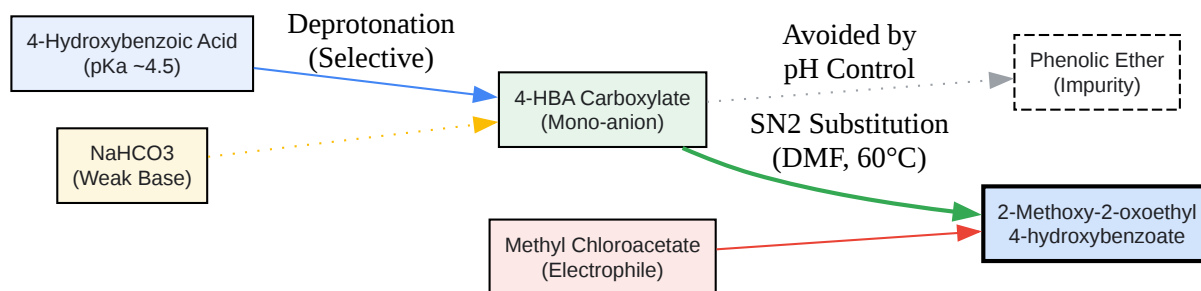 4-Hydroxybenzoic Acid
(pKa ~4.5)
Deprotonation
(Selective)
NaHCO3
(Weak Base)
4-HBA Carboxylate
(Mono-anion)
Avoided by
pH Control
Phenolic Ether
(Impurity)
SN2 Substitution
(DMF, 60°C)
Methyl Chloroacetate
(Electrophile)
2-Methoxy-2-oxoethyl
4-hydroxybenzoate